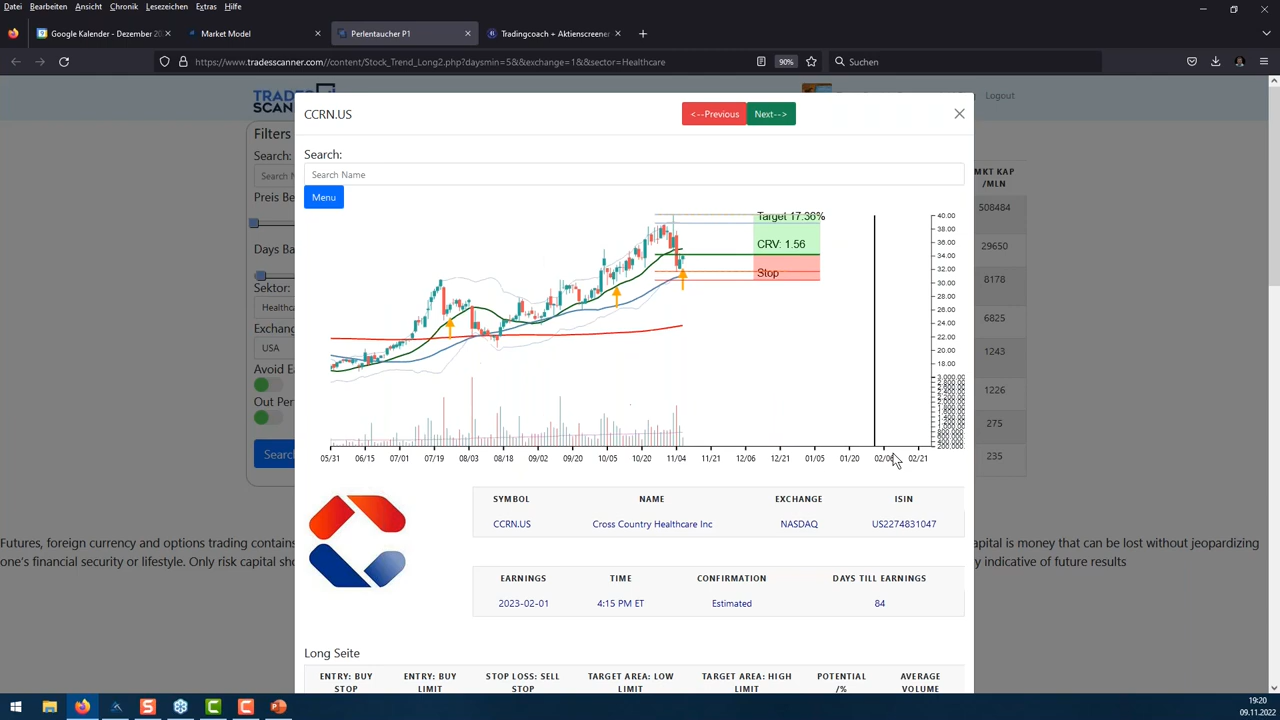 Datei Bearbeiten Ansicht Chronik Lesezeichen Extras Hilfe
Google Kalender - Dezember 20
Market Model
Perlentaucher P1
Tradingcoach + Aktienscreener
https://www.tradesscanner.com//content/Stock_Trend_Long2.php?daysmin=5&&exchange=1&&sector=Healthcare
90%
Suchen
Logout
Filters
Search:
Search N
Preis Be
Days Ba
Sektor:
Healthca
Exchan
USA
Avoid E
Out Per
Search
MKT KAP
/MLN
508484
29650
8178
6825
1243
1226
275
235
CCRN.US
<--Previous
Next-->
Search:
Search Name
Menu
Target 17.36%
CRV: 1.56
Stop
40.00
38.00
36.00
34.00
32.00
30.00
28.00
26.00
24.00
22.00
20.00
18.00
05/31 06/15 07/01 07/19 08/03 08/18 09/02 09/20 10/05 10/20 11/04 11/21 12/06 12/21 01/05 01/20 02/21
SYMBOL NAME EXCHANGE ISIN
CCRN.US Cross Country Healthcare Inc NASDAQ US2274831047
EARNINGS TIME CONFIRMATION DAYS TILL EARNINGS
2023-02-01 4:15 PM ET Estimated 84
Long Seite
ENTRY: BUY STOP
ENTRY: BUY LIMIT
STOP LOSS: SELL STOP
TARGET AREA: LOW LIMIT
TARGET AREA: HIGH LIMIT
POTENTIAL /%
AVERAGE VOLUME
Futures, foreign currency and options trading contains
capital is money that can be lost without jeopardizing
one's financial security or lifestyle. Only risk capital sho
indicative of future results
19:20
09.11.2022